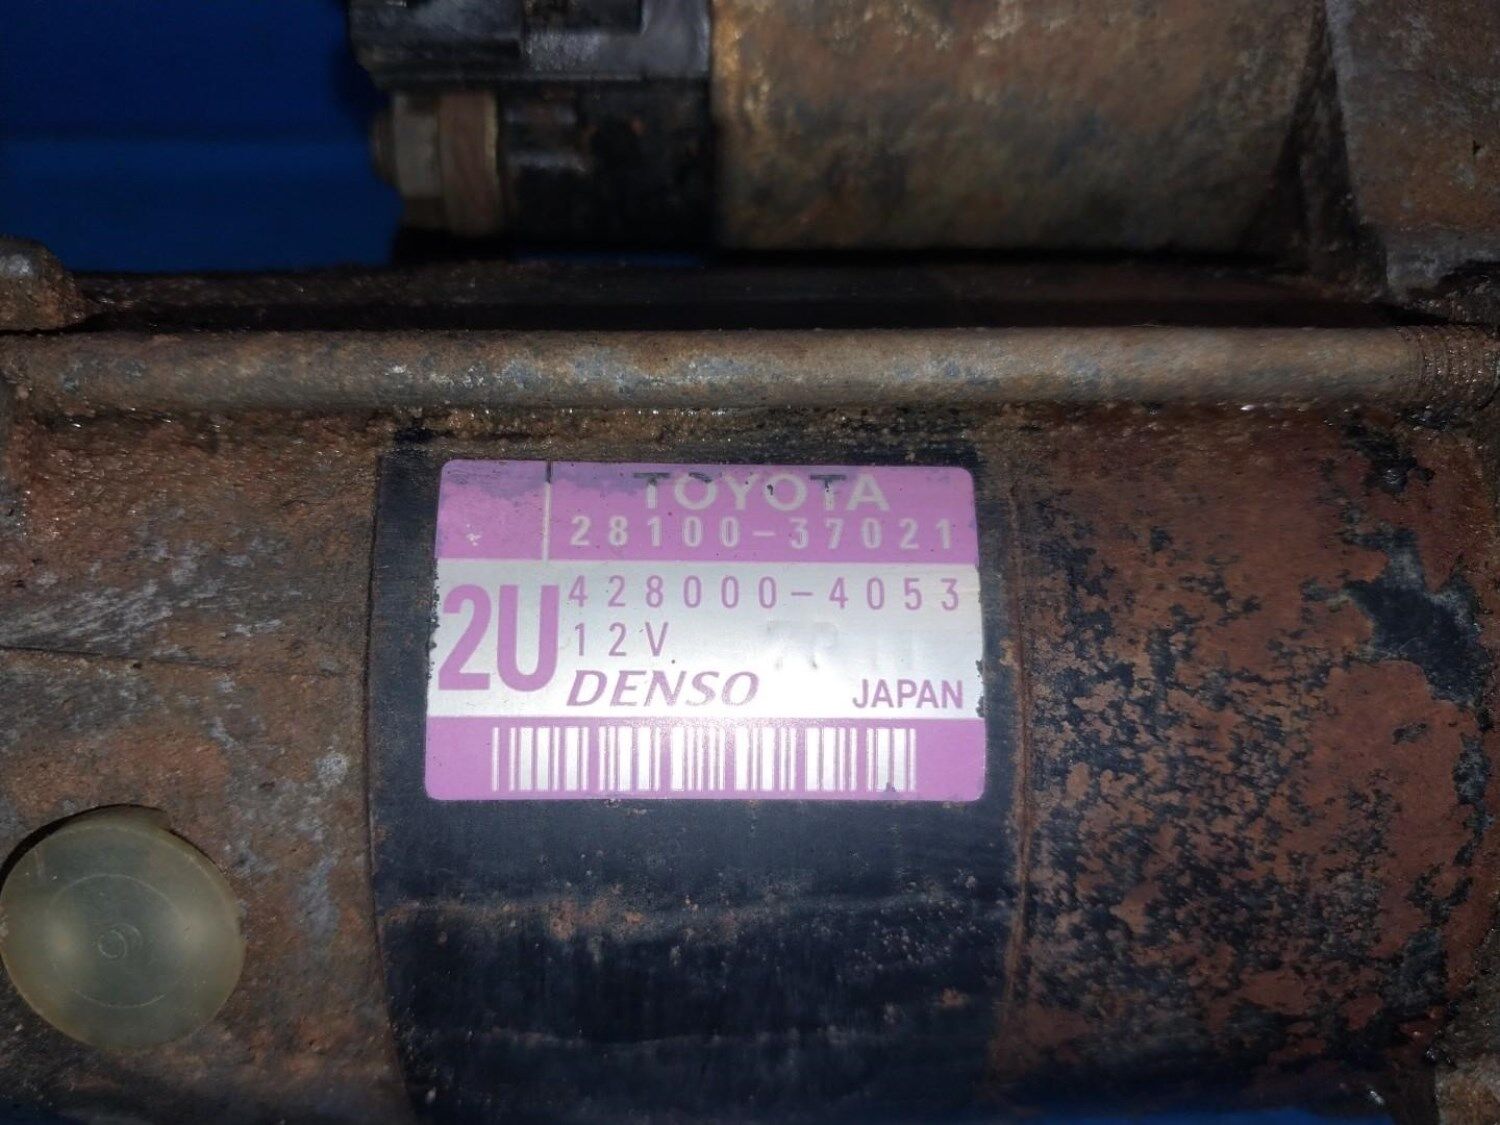 TOYOTA
28100-37021
2U
428000-4053
12V
DENSO
JAPAN